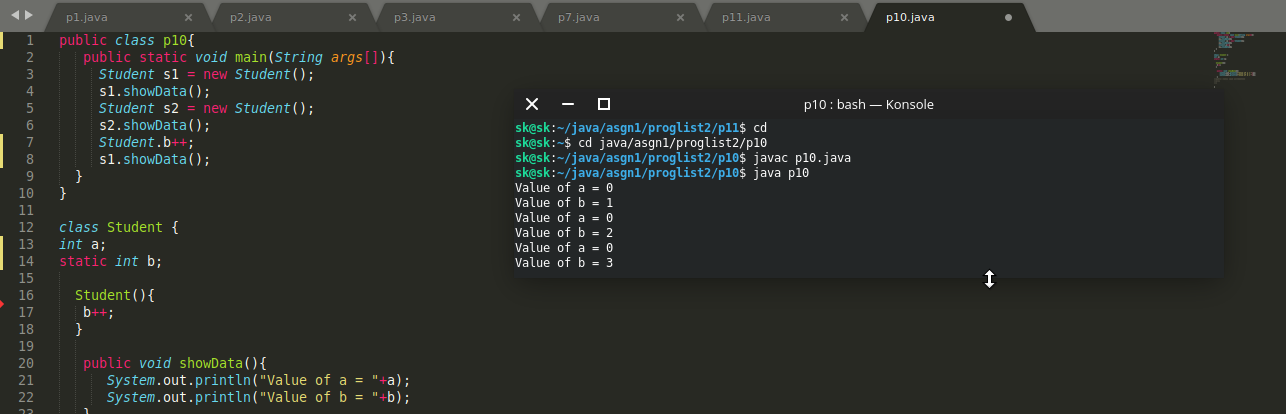 p1.java
p2.java
p3.java
p7.java
p11.java
p10.java
1 public class p10{
2 public static void main(String args[]){
3 Student s1 = new Student();
4 s1.showData();
5 Student s2 = new Student();
6 s2.showData();
7 Student.b++;
8 s1.showData();
9 }
10 }
11
12 class Student {
13 int a;
14 static int b;
15
16 Student(){
17 b++;
18 }
19
20 public void showData(){
21 System.out.println("Value of a = "+a);
22 System.out.println("Value of b = "+b);
23 }
p10 : bash — Konsole
sk@sk:~/java/asgn1/proglist2/p11$ cd
sk@sk:~$ cd java/asgn1/proglist2/p10
sk@sk:~/java/asgn1/proglist2/p10$ javac p10.java
sk@sk:~/java/asgn1/proglist2/p10$ java p10
Value of a = 0
Value of b = 1
Value of a = 0
Value of b = 2
Value of a = 0
Value of b = 3